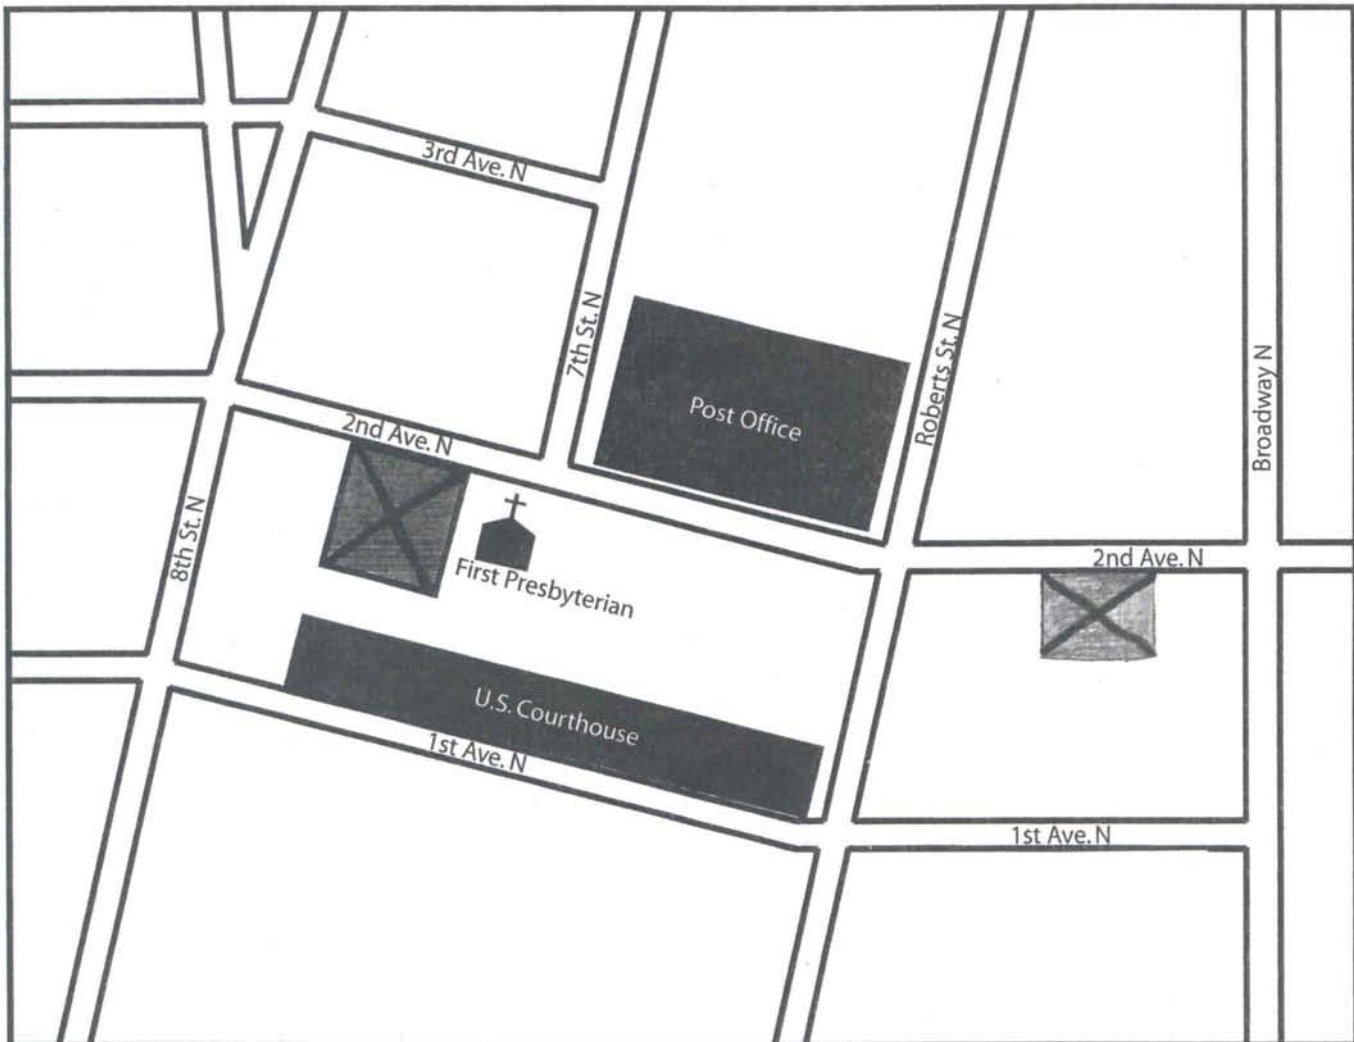 3rd Ave. N
7th St. N
Roberts St. N
Broadway N
Post Office
2nd Ave. N
8th St. N
First Presbyterian
2nd Ave. N
U.S. Courthouse
1st Ave. N
1st Ave. N